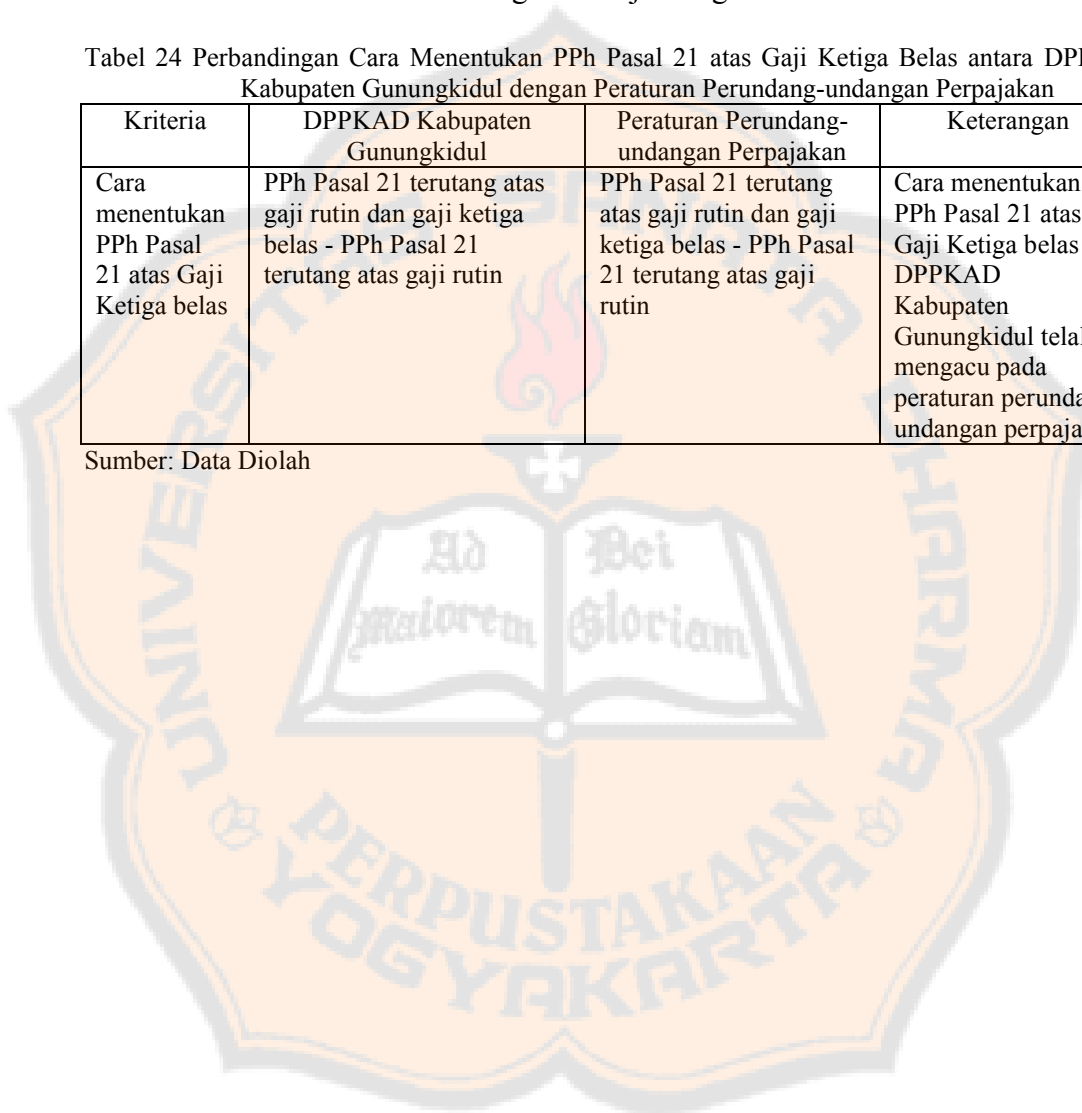 Tabel 24 Perbandingan Cara Menentukan PPh Pasal 21 atas Gaji Ketiga Belas antara
Kabupaten Gunungkidul dengan Peraturan Perundang-undangan Perpajakan
Kriteria
DPPKAD Kabupaten
Gunungkidul
Peraturan Perundang-
undangan Perpajakan
Keterangan
Cara
menentukan
PPh Pasal
21 atas Gaji
Ketiga belas
PPh Pasal 21 terutang atas
gaji rutin dan gaji ketiga
belas - PPh Pasal 21
terutang atas gaji rutin
PPh Pasal 21 terutang
atas gaji rutin dan gaji
ketiga belas - PPh Pasal
21 terutang atas gaji
rutin
Cara menentukan
PPh Pasal 21 atas
Gaji Ketiga belas
DPPKAD
Kabupaten
Gunungkidul
mengacu pada
peraturan
undangan
Sumber: Data Diolah
UNIVERSITAS SANATA DHARMA
Ad Maiorem
Dei Gloriam
PERPUSTAKAAN
YOGYAKARTA